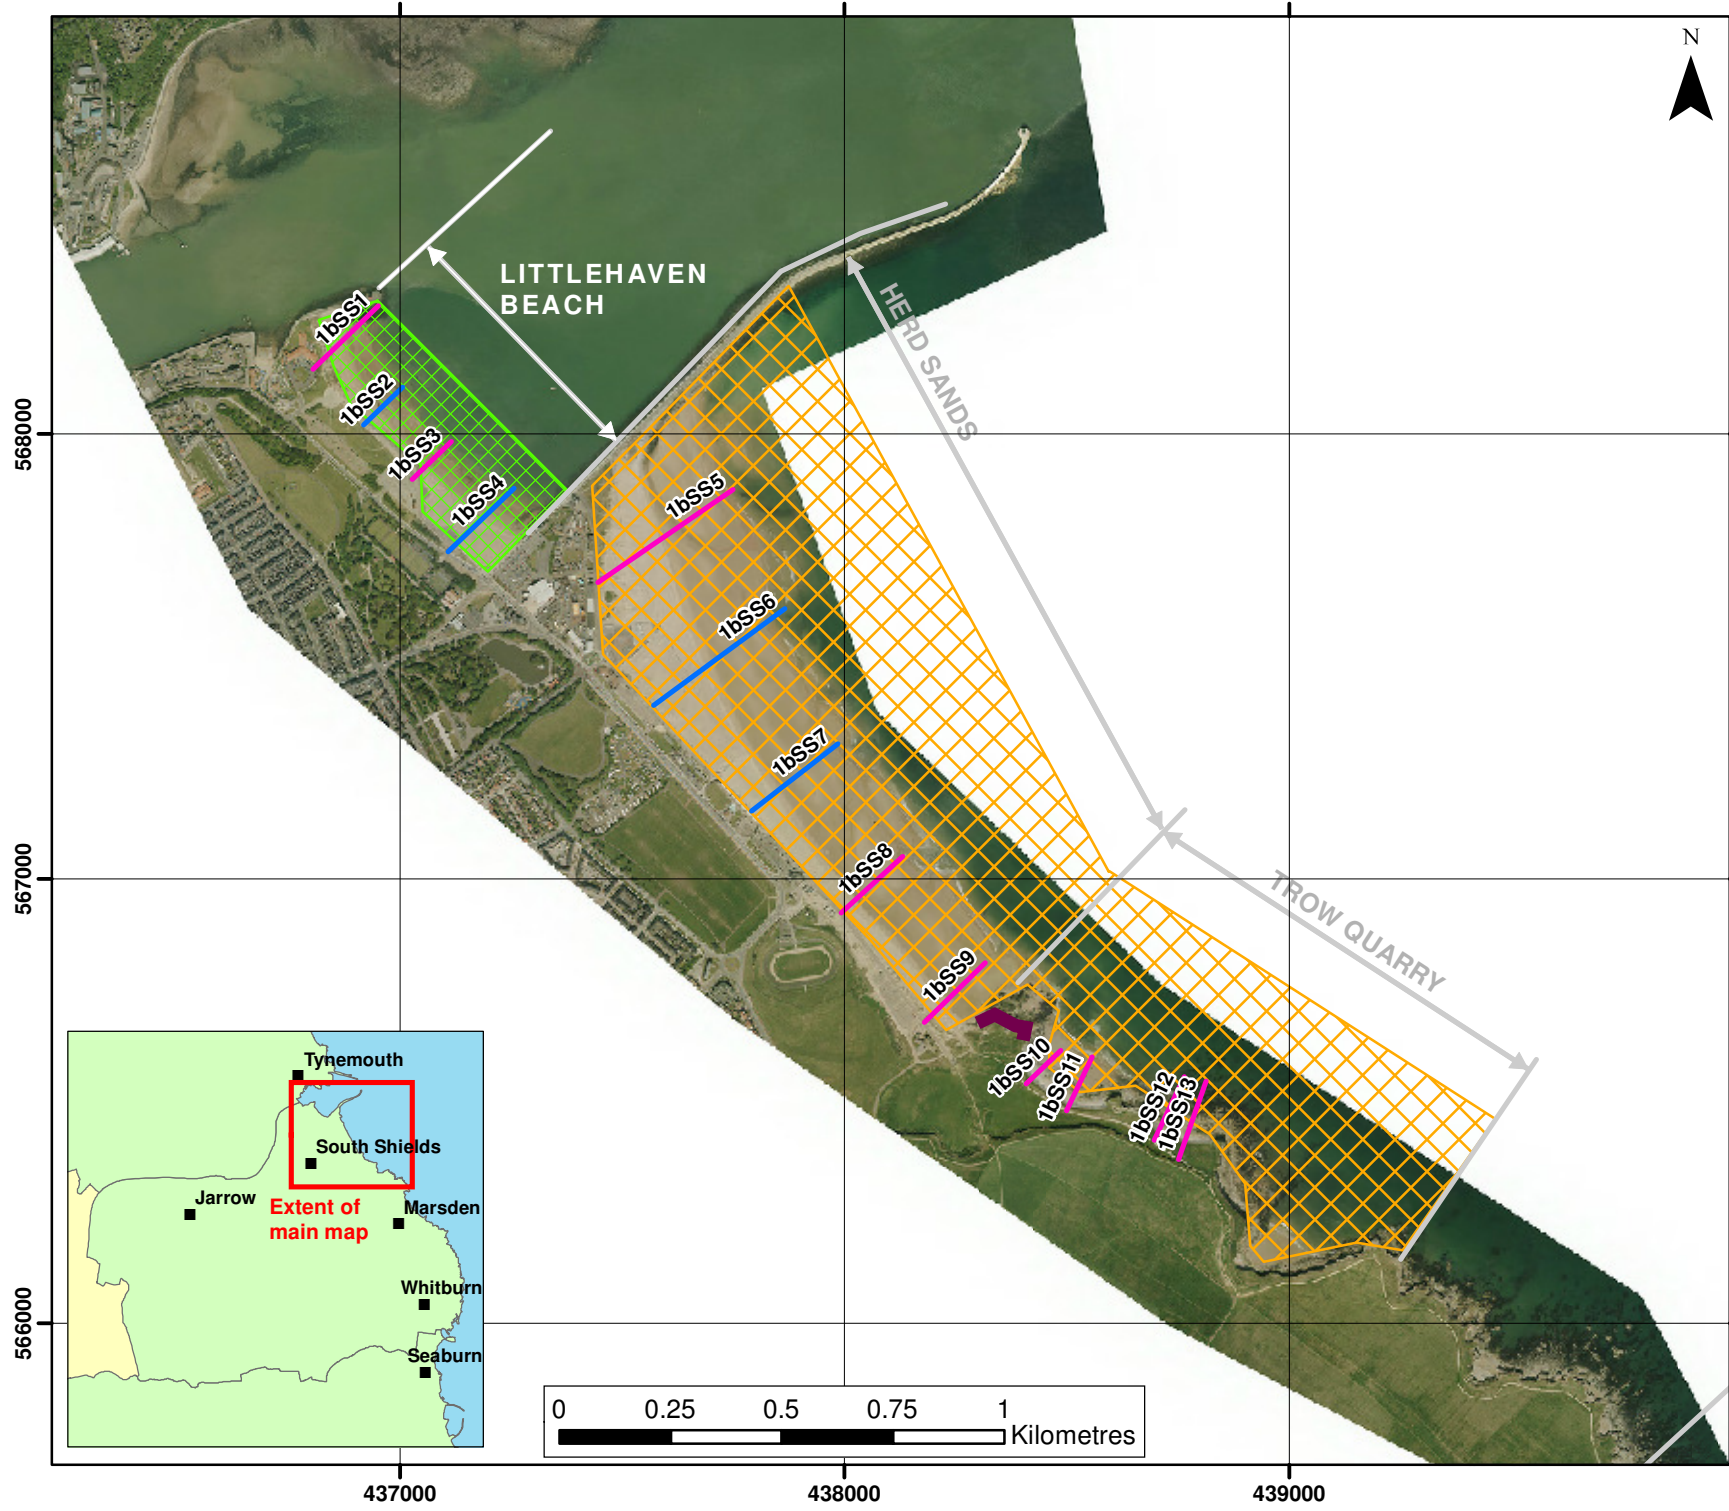 N
LITTLEHAVEN
BEACH
HERD SANDS
TROW QUARRY
1bSS1
1bSS2
1bSS3
1bSS4
1bSS5
1bSS6
1bSS7
1bSS8
1bSS9
1bSS10
1bSS11
1bSS12
1bSS13
568000
567000
566000
Tynemouth
South Shields
Jarrow
Extent of
main map
Marsden
Whitburn
Seaburn
0 0.25 0.5 0.75 1
Kilometres
437000 438000 439000